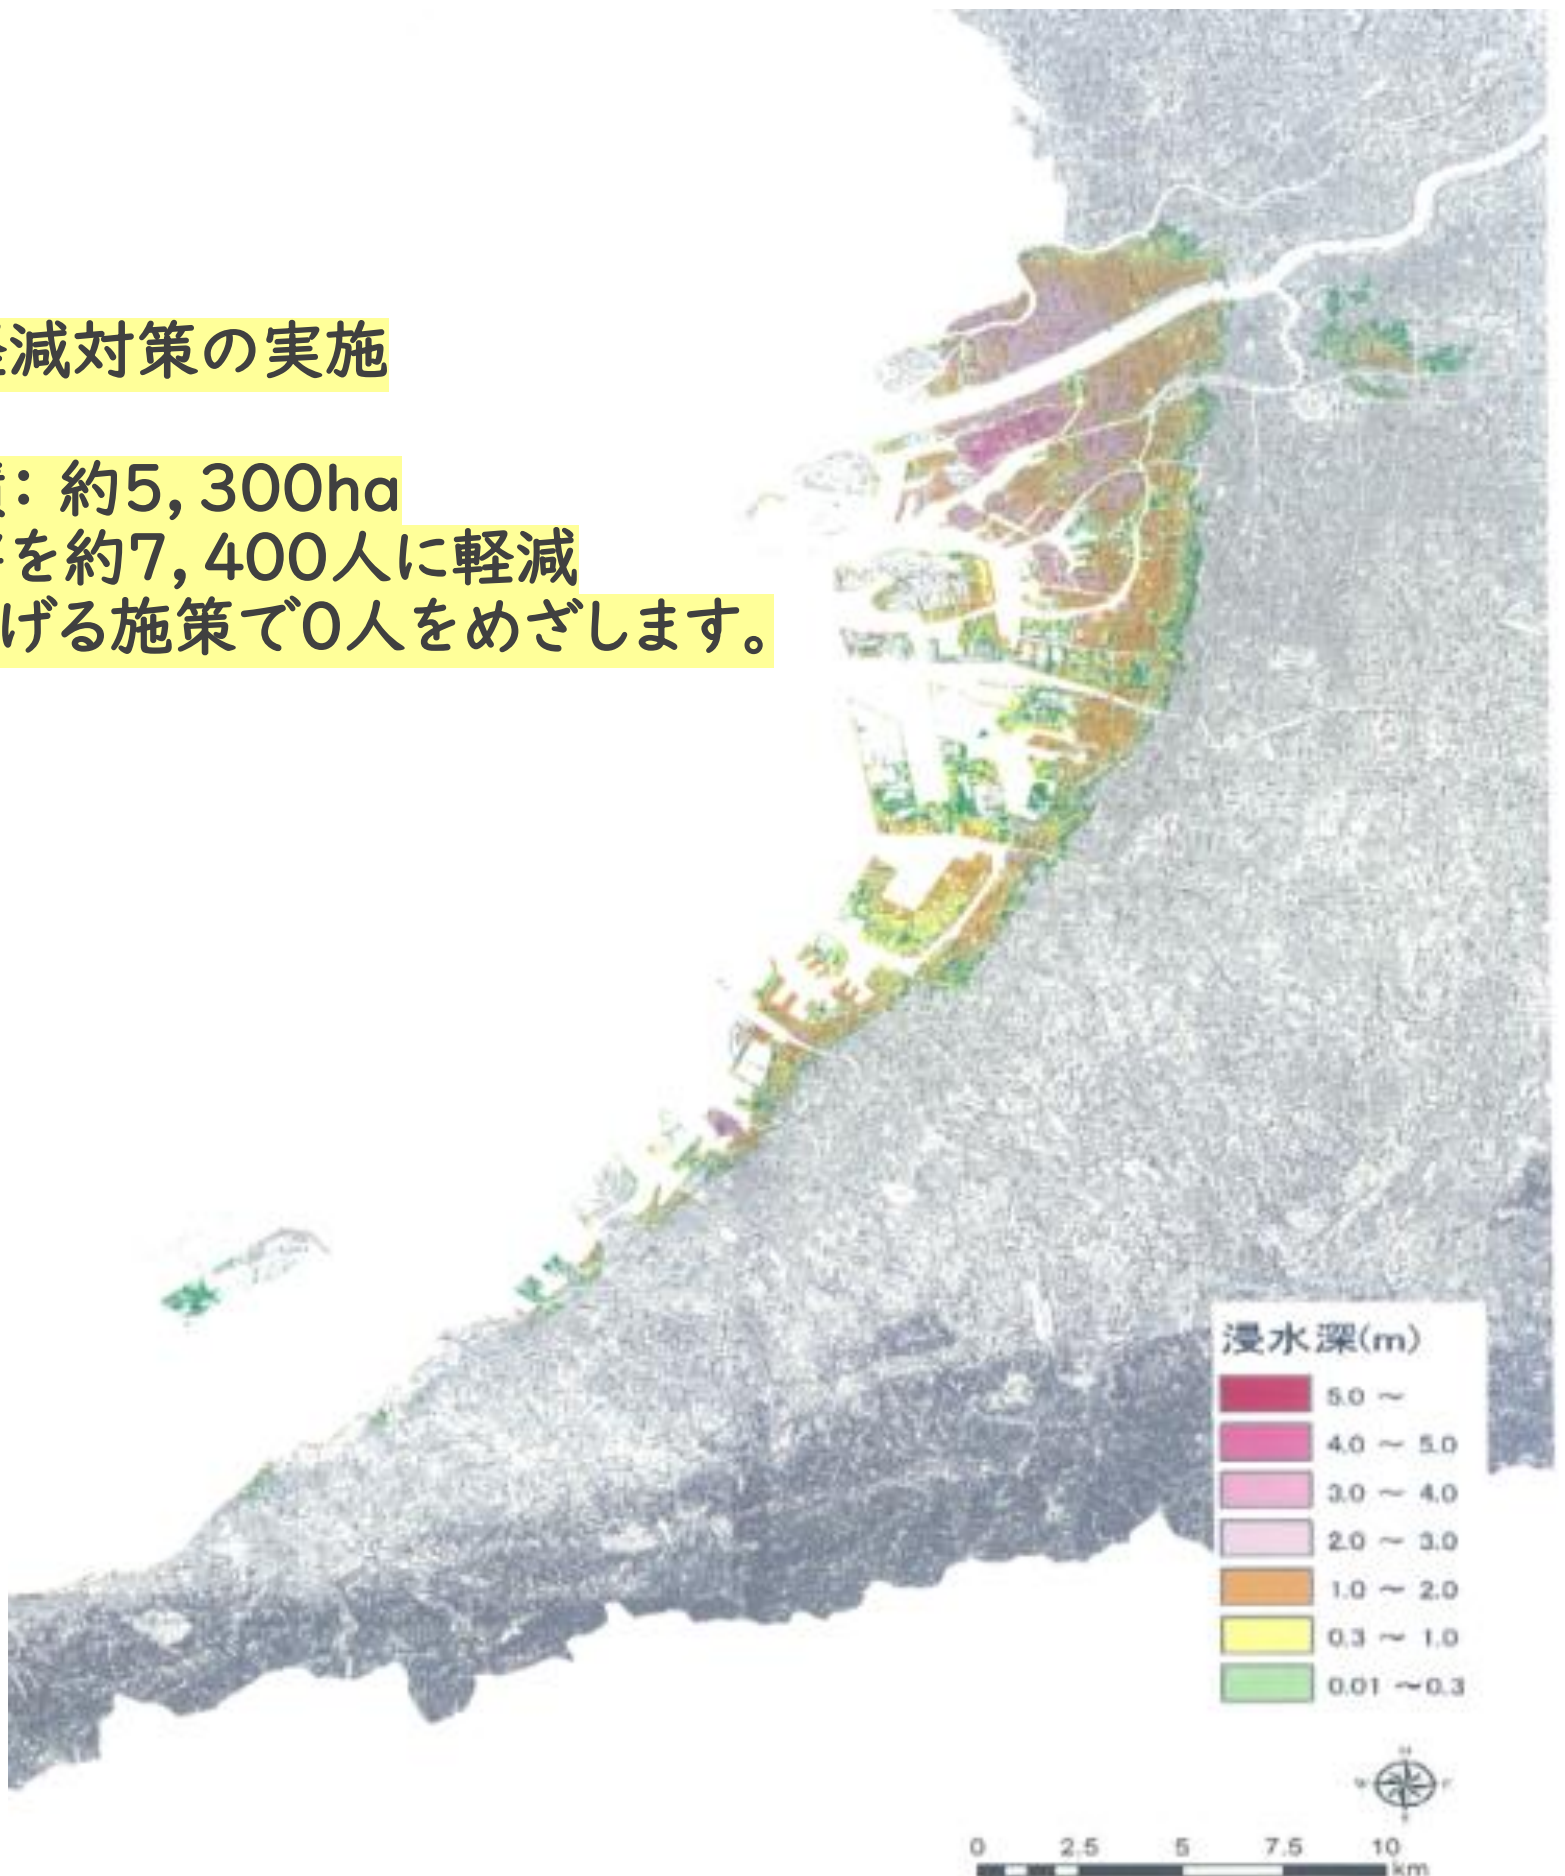 減対策の実施
：約5,300ha
を約7,400人に軽減
げる施策で0人をめざします。
浸水深(m)
5.0 ～
4.0 ～ 5.0
3.0 ～ 4.0
2.0 ～ 3.0
1.0 ～ 2.0
0.3 ～ 1.0
0.01 ～0.3
0 2.5 5 7.5 10
km